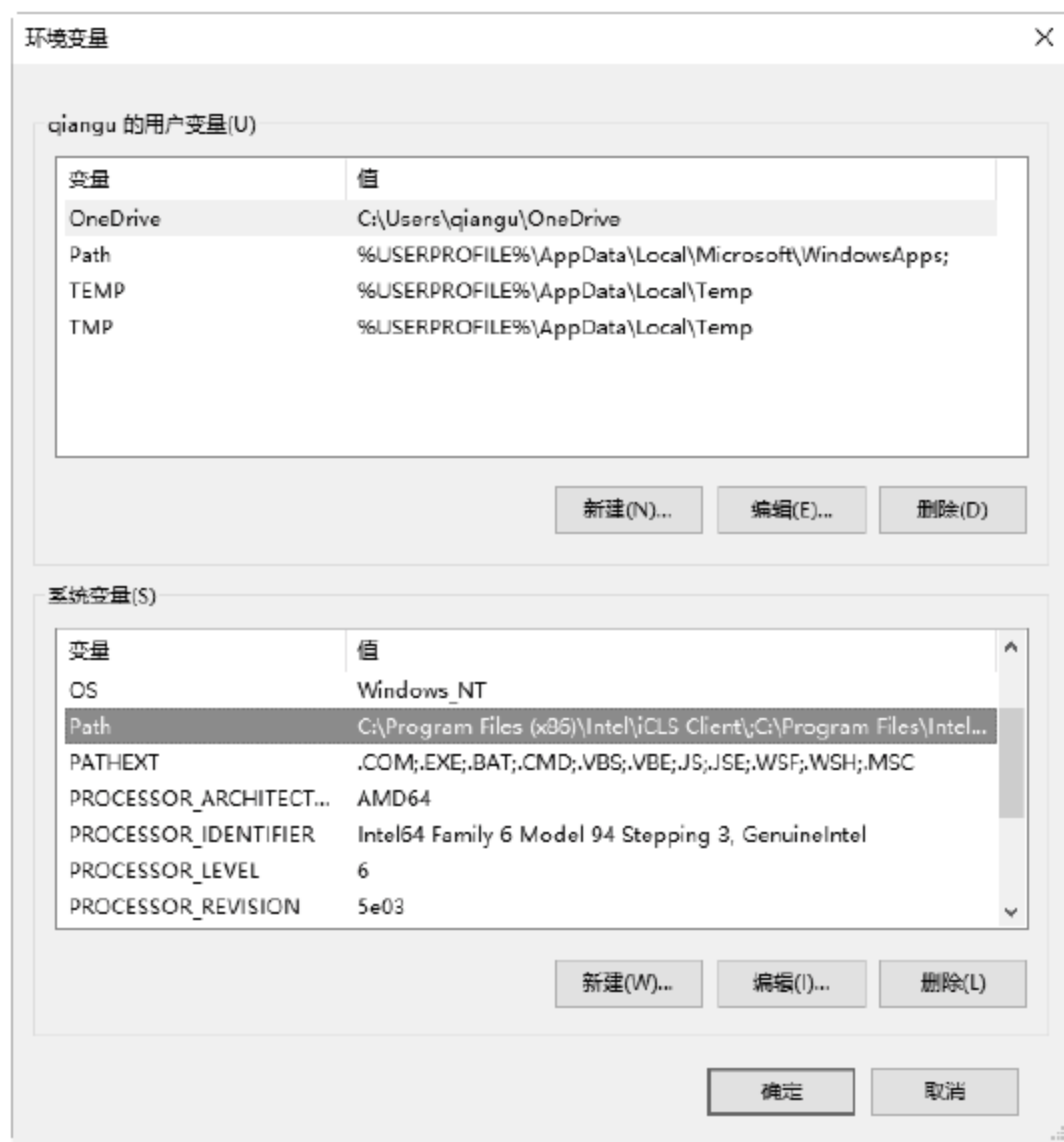 环境变量
qiangu 的用户变量(U)
变量 值
OneDrive C:\Users\qiangu\OneDrive
Path %USERPROFILE%\AppData\Local\Microsoft\WindowsApps;
TEMP %USERPROFILE%\AppData\Local\Temp
TMP %USERPROFILE%\AppData\Local\Temp
新建(N)... 编辑(E)... 删除(D)
系统变量(S)
变量 值
OS Windows_NT
Path C:\Program Files (x86)\Intel\iCLS Client\;C:\Program Files\Intel...
PATHEXT .COM;.EXE;.BAT;.CMD;.VBS;.VBE;.JS;.JSE;.WSF;.WSH;.MSC
PROCESSOR_ARCHITECT... AMD64
PROCESSOR_IDENTIFIER Intel64 Family 6 Model 94 Stepping 3, GenuineIntel
PROCESSOR_LEVEL 6
PROCESSOR_REVISION 5e03
新建(W)... 编辑(I)... 删除(L)
确定 取消